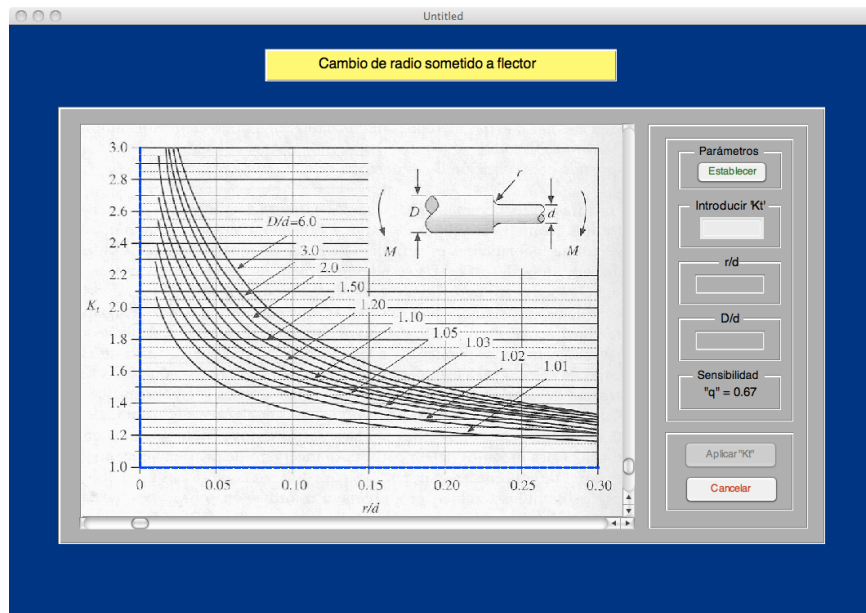 Untitled
Cambio de radio sometido a flector
3.0
2.8
2.6
2.4
2.2
2.0
1.8
1.6
1.4
1.2
1.0
K_t
0
0.05
0.10
0.15
0.20
0.25
0.30
r/d
D/d=6.0
3.0
2.0
1.50
1.20
1.10
1.05
1.03
1.02
1.01
r
D
d
M
M
Parámetros
Establecer
Introducir 'Kt'
r/d
D/d
Sensibilidad
"q" = 0.67
Aplicar "Kt"
Cancelar